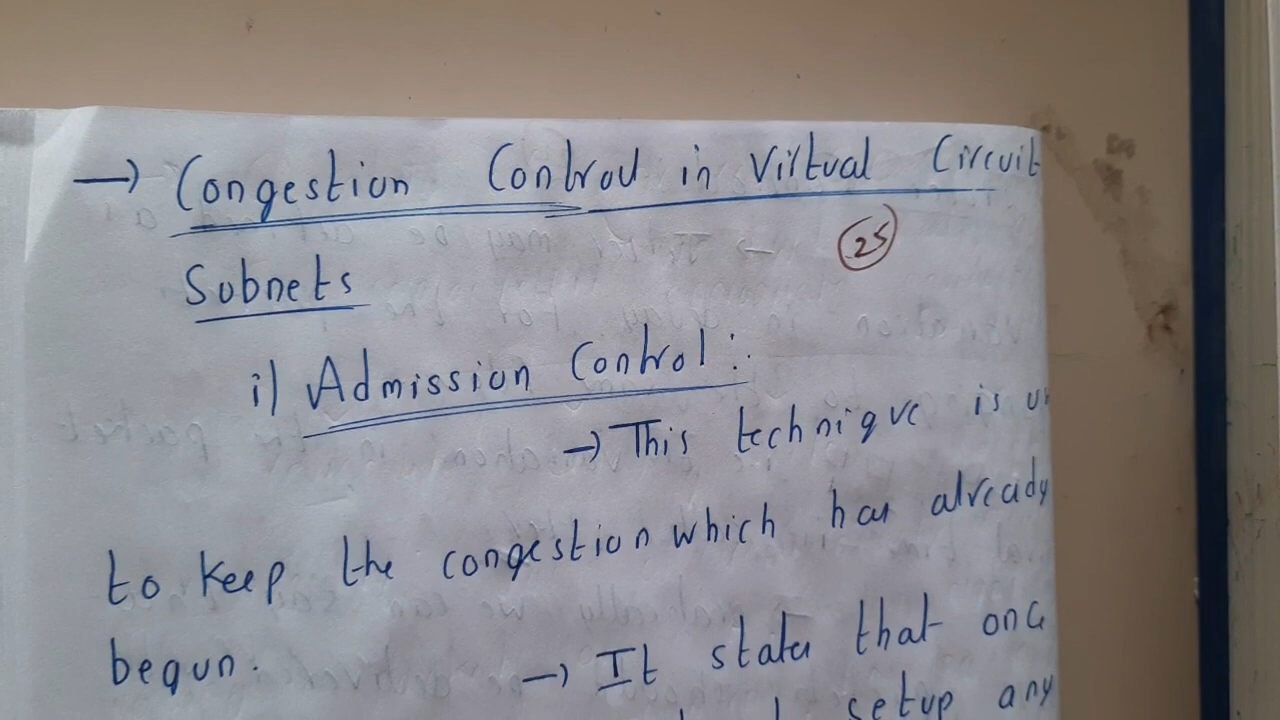 → Congestion Control in Virtual Circuit
25
Subnets
i) Admission Control :
→ This technique is
to keep the congestion which has already
begun.
→ It states that once
setup any